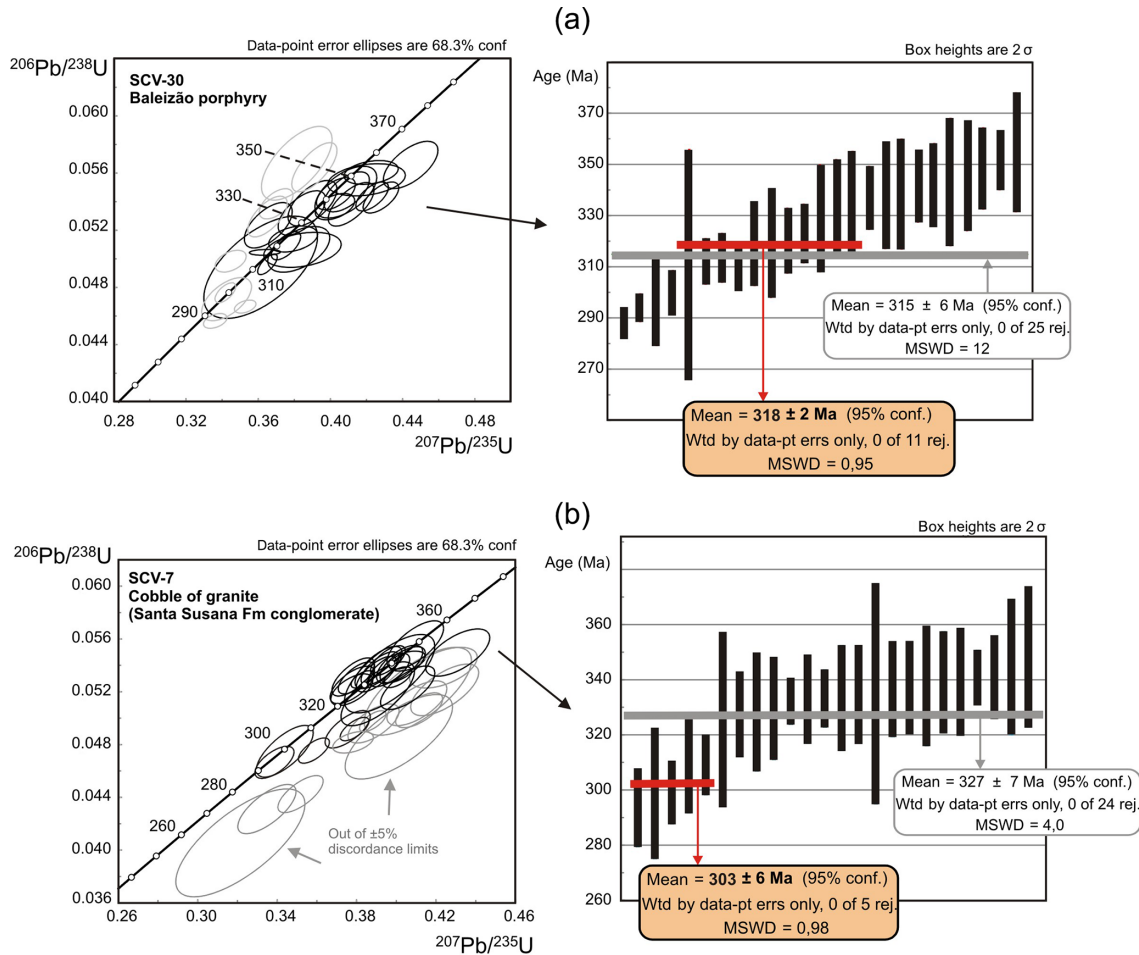 (a)
Data-point error ellipses are 68.3% conf
206Pb/238U
SCV-30
Baleizão porphyry
0.060
0.056
0.052
0.048
0.044
0.040
370
350
330
310
290
0.28
0.32
0.36
0.40
0.44
0.48
207Pb/235U
Box heights are 2 σ
Age (Ma)
370
350
330
310
290
270
Mean = 315 ± 6 Ma (95% conf.)
Wtd by data-pt errs only, 0 of 25 rej.
MSWD = 12
Mean = 318 ± 2 Ma (95% conf.)
Wtd by data-pt errs only, 0 of 11 rej.
MSWD = 0,95
(b)
Data-point error ellipses are 68.3% conf
206Pb/238U
SCV-7
Cobble of granite
(Santa Susana Fm conglomerate)
0.060
0.056
0.052
0.048
0.044
0.040
0.036
360
320
300
280
260
Out of ±5%
discordance limits
0.26
0.30
0.34
0.38
0.42
0.46
207Pb/235U
Box heights are 2 σ
Age (Ma)
360
340
320
300
280
260
Mean = 327 ± 7 Ma (95% conf.)
Wtd by data-pt errs only, 0 of 24 rej.
MSWD = 4,0
Mean = 303 ± 6 Ma (95% conf.)
Wtd by data-pt errs only, 0 of 5 rej.
MSWD = 0,98